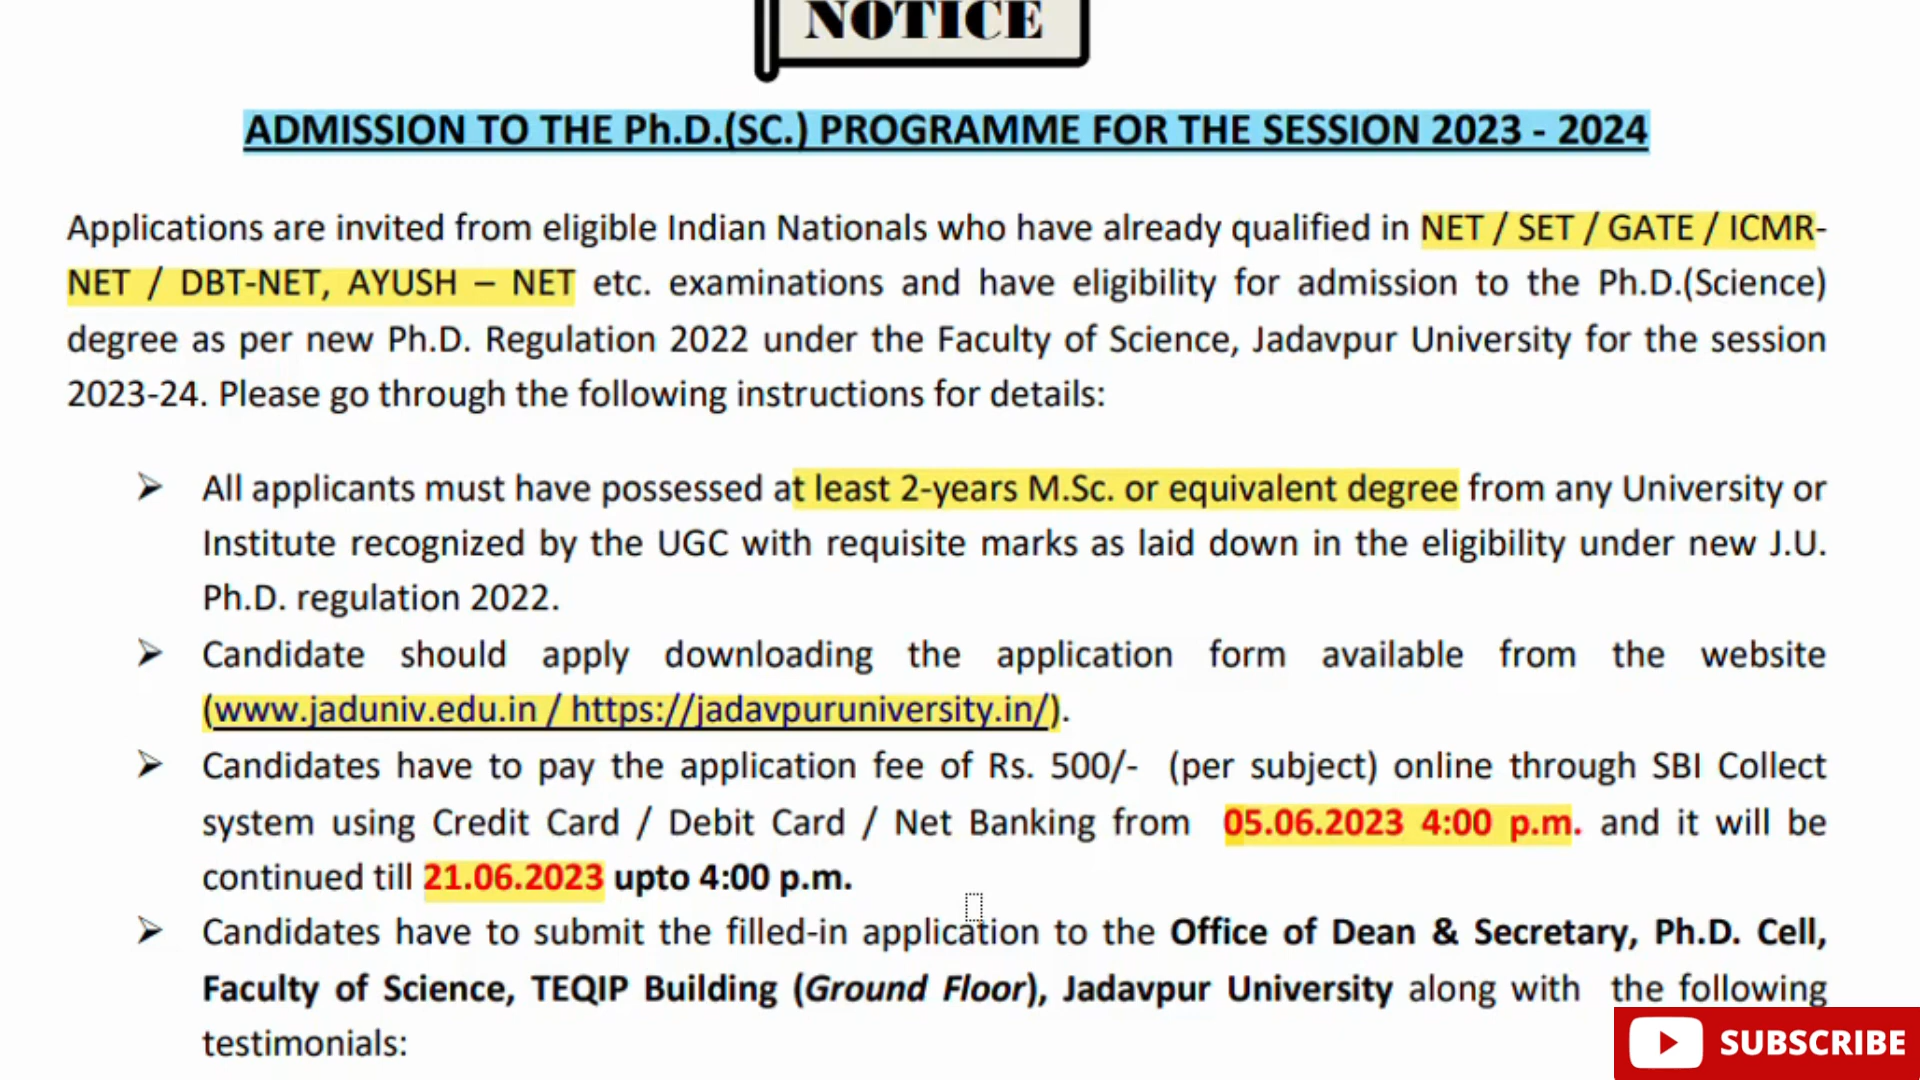 NOTICE
ADMISSION TO THE Ph.D.(SC.) PROGRAMME FOR THE SESSION 2023 - 2024
Applications are invited from eligible Indian Nationals who have already qualified in NET / SET / GATE / ICMR-
NET / DBT-NET, AYUSH – NET etc. examinations and have eligibility for admission to the Ph.D.(Science)
degree as per new Ph.D. Regulation 2022 under the Faculty of Science, Jadavpur University for the session
2023-24. Please go through the following instructions for details:
➢ All applicants must have possessed at least 2-years M.Sc. or equivalent degree from any University or
Institute recognized by the UGC with requisite marks as laid down in the eligibility under new J.U.
Ph.D. regulation 2022.
➢ Candidate should apply downloading the application form available from the website
(www.jaduniv.edu.in / https://jadavpuruniversity.in/).
➢ Candidates have to pay the application fee of Rs. 500/- (per subject) online through SBI Collect
system using Credit Card / Debit Card / Net Banking from 05.06.2023 4:00 p.m. and it will be
continued till 21.06.2023 upto 4:00 p.m.
➢ Candidates have to submit the filled-in application to the Office of Dean & Secretary, Ph.D. Cell,
Faculty of Science, TEQIP Building (Ground Floor), Jadavpur University along with the following
testimonials:
SUBSCRIBE